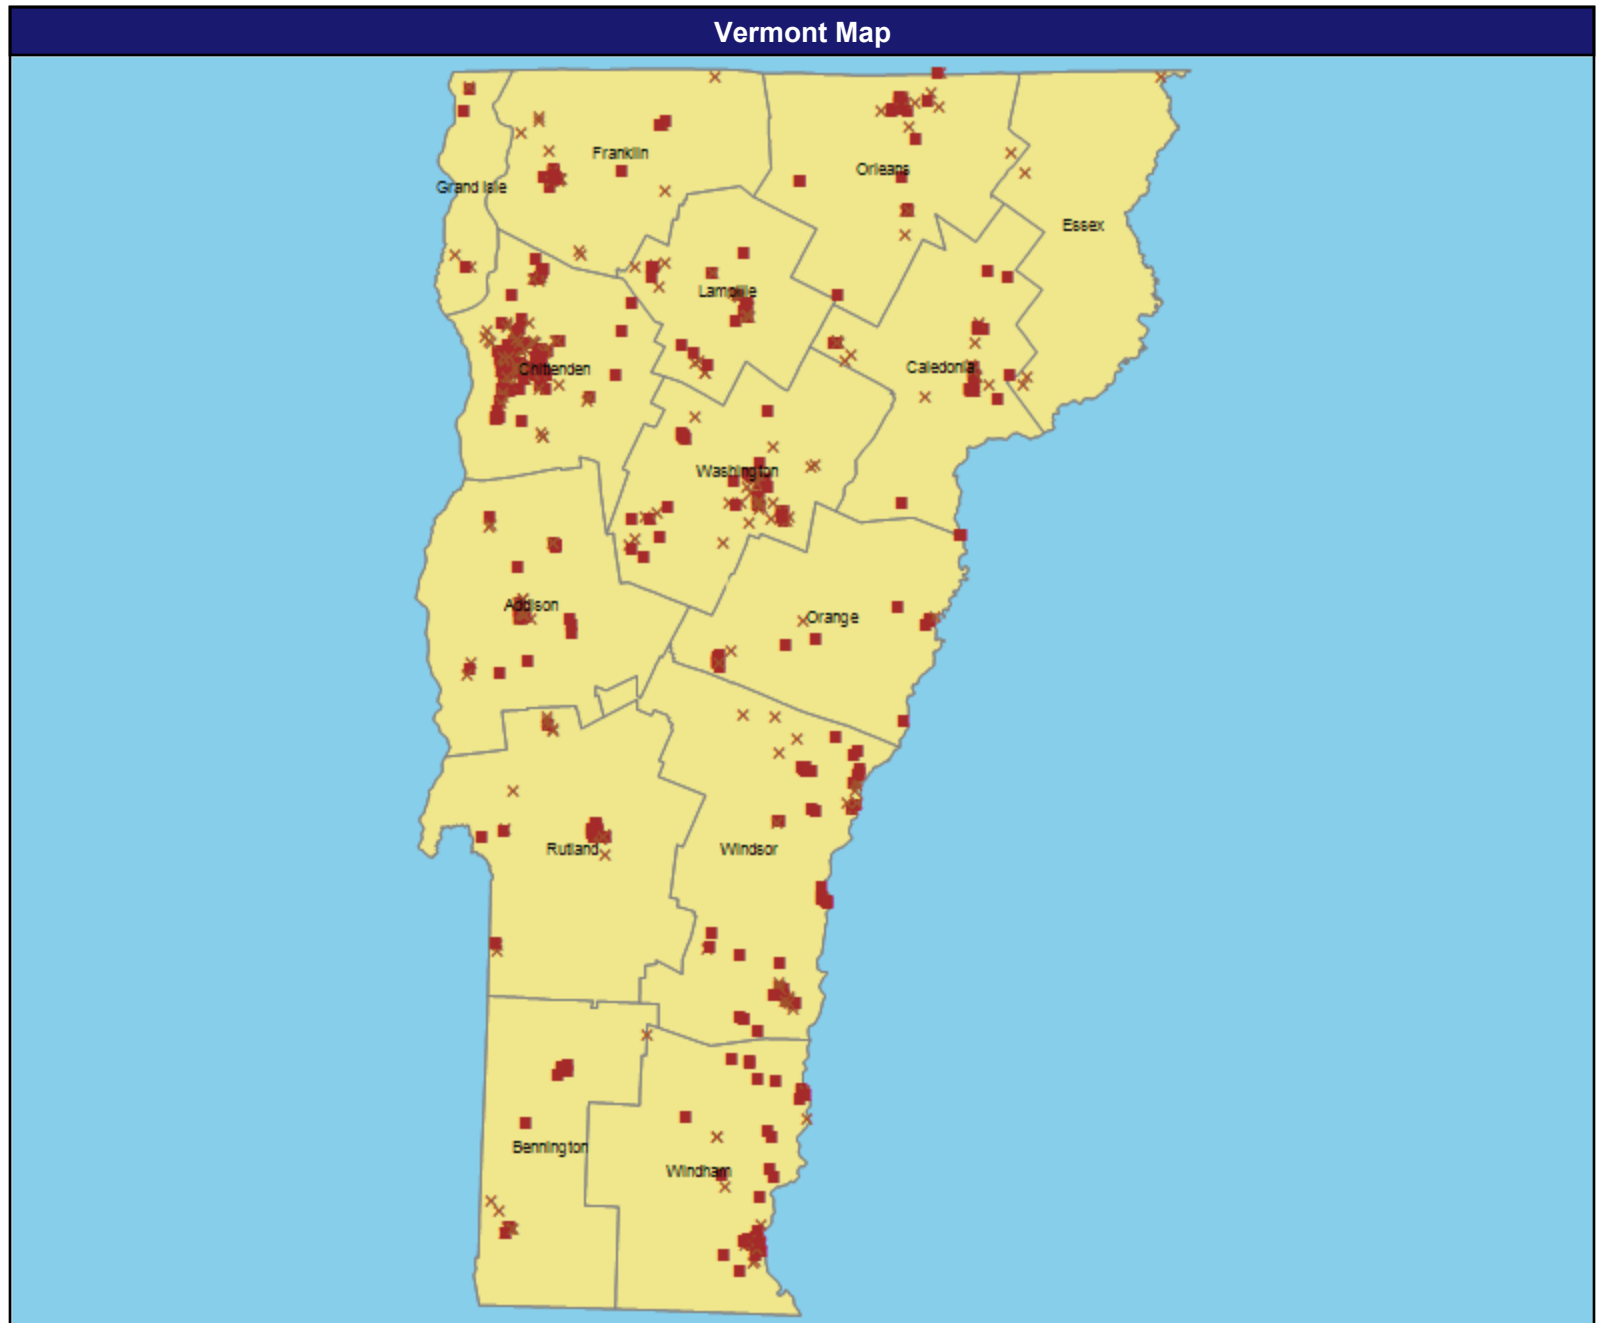 Vermont Map
Franklin
Orleans
Grand Isle
Essex
Lamoille
Chittenden
Caledonia
Washington
Addison
Orange
Rutland
Windsor
Bennington
Windham